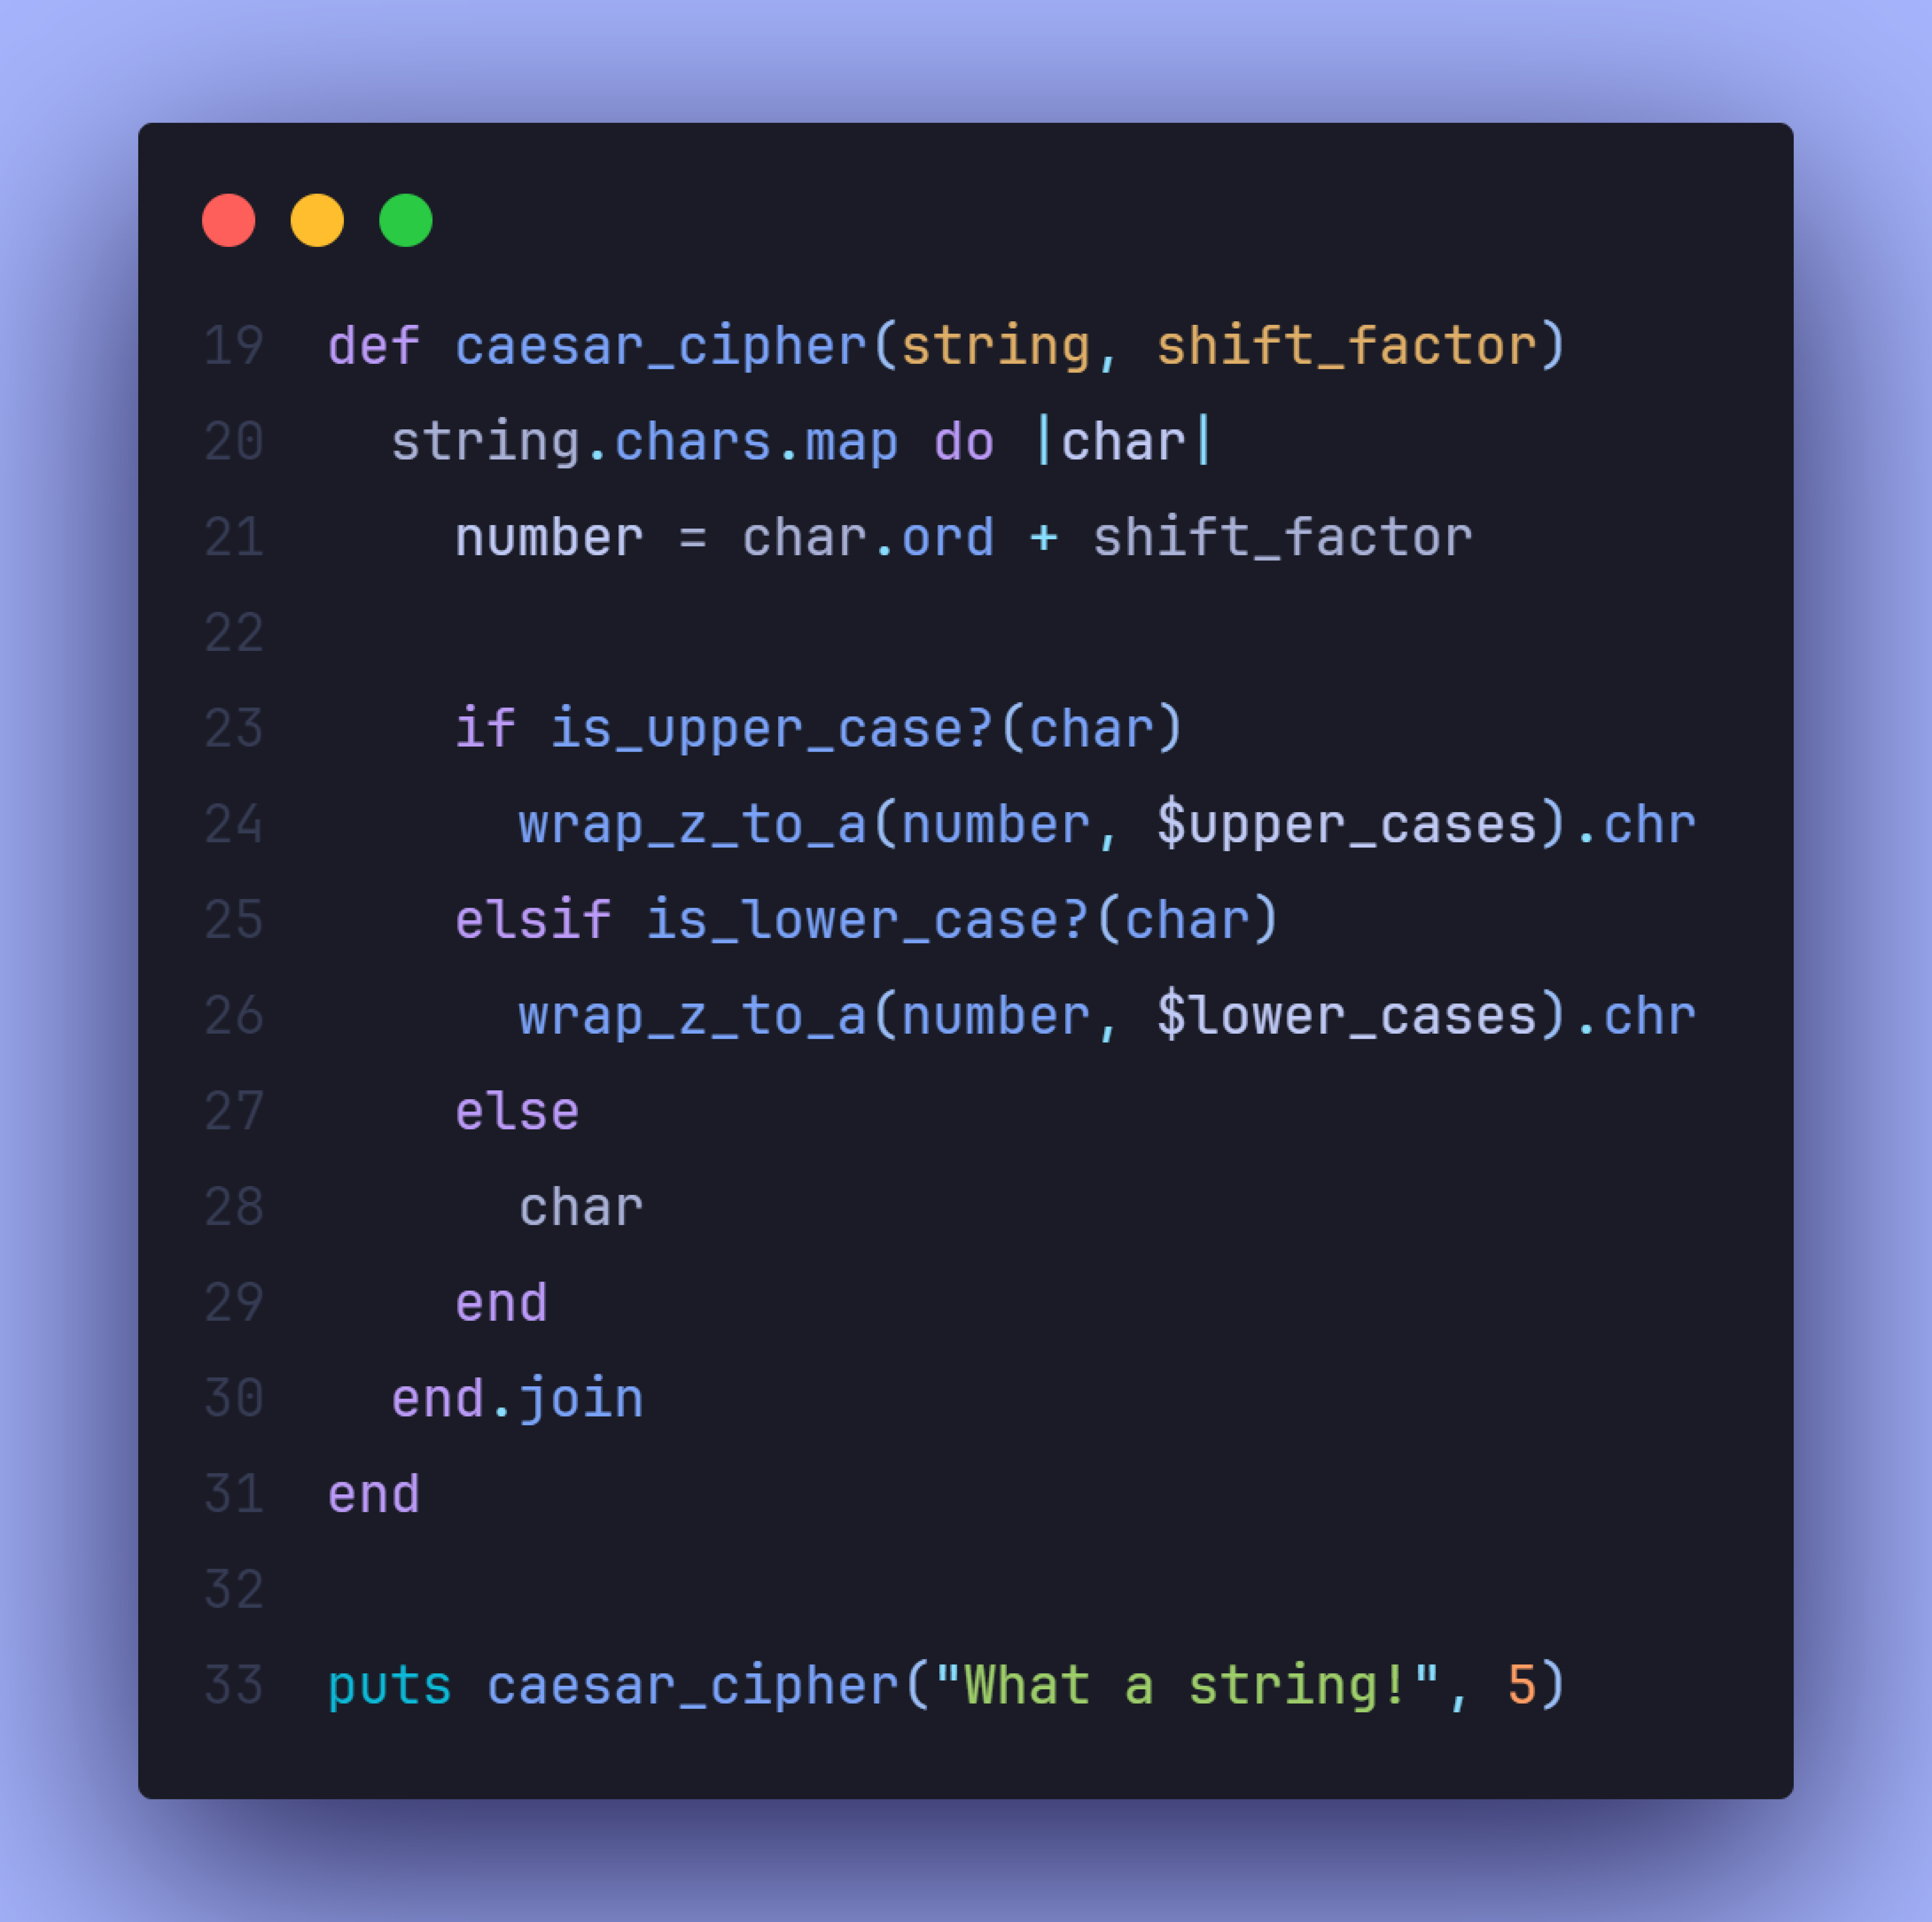 19 def caesar_cipher(string, shift_factor)
20   string.chars.map do |char|
21     number = char.ord + shift_factor
22
23     if is_upper_case?(char)
24       wrap_z_to_a(number, $upper_cases).chr
25     elsif is_lower_case?(char)
26       wrap_z_to_a(number, $lower_cases).chr
27     else
28       char
29     end
30   end.join
31 end
32
33 puts caesar_cipher("What a string!", 5)